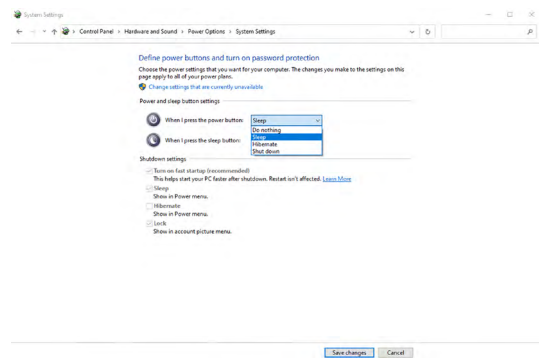 System Settings
Control Panel > Hardware and Sound > Power Options > System Settings
Define power buttons and turn on password protection
Choose the power settings that you want for your computer. The changes you make to the settings on this
page apply to all of your power plans.
Change settings that are currently unavailable
Power and sleep button settings
When I press the power button: Sleep
Do nothing
Sleep
Hibernate
Shut down
When I press the sleep button:
Shutdown settings
Turn on fast startup (recommended)
This helps start your PC faster after shutdown. Restart isn't affected. Learn More
Sleep
Show in Power menu.
Hibernate
Show in Power menu.
Lock
Show in account picture menu.
Save changes Cancel